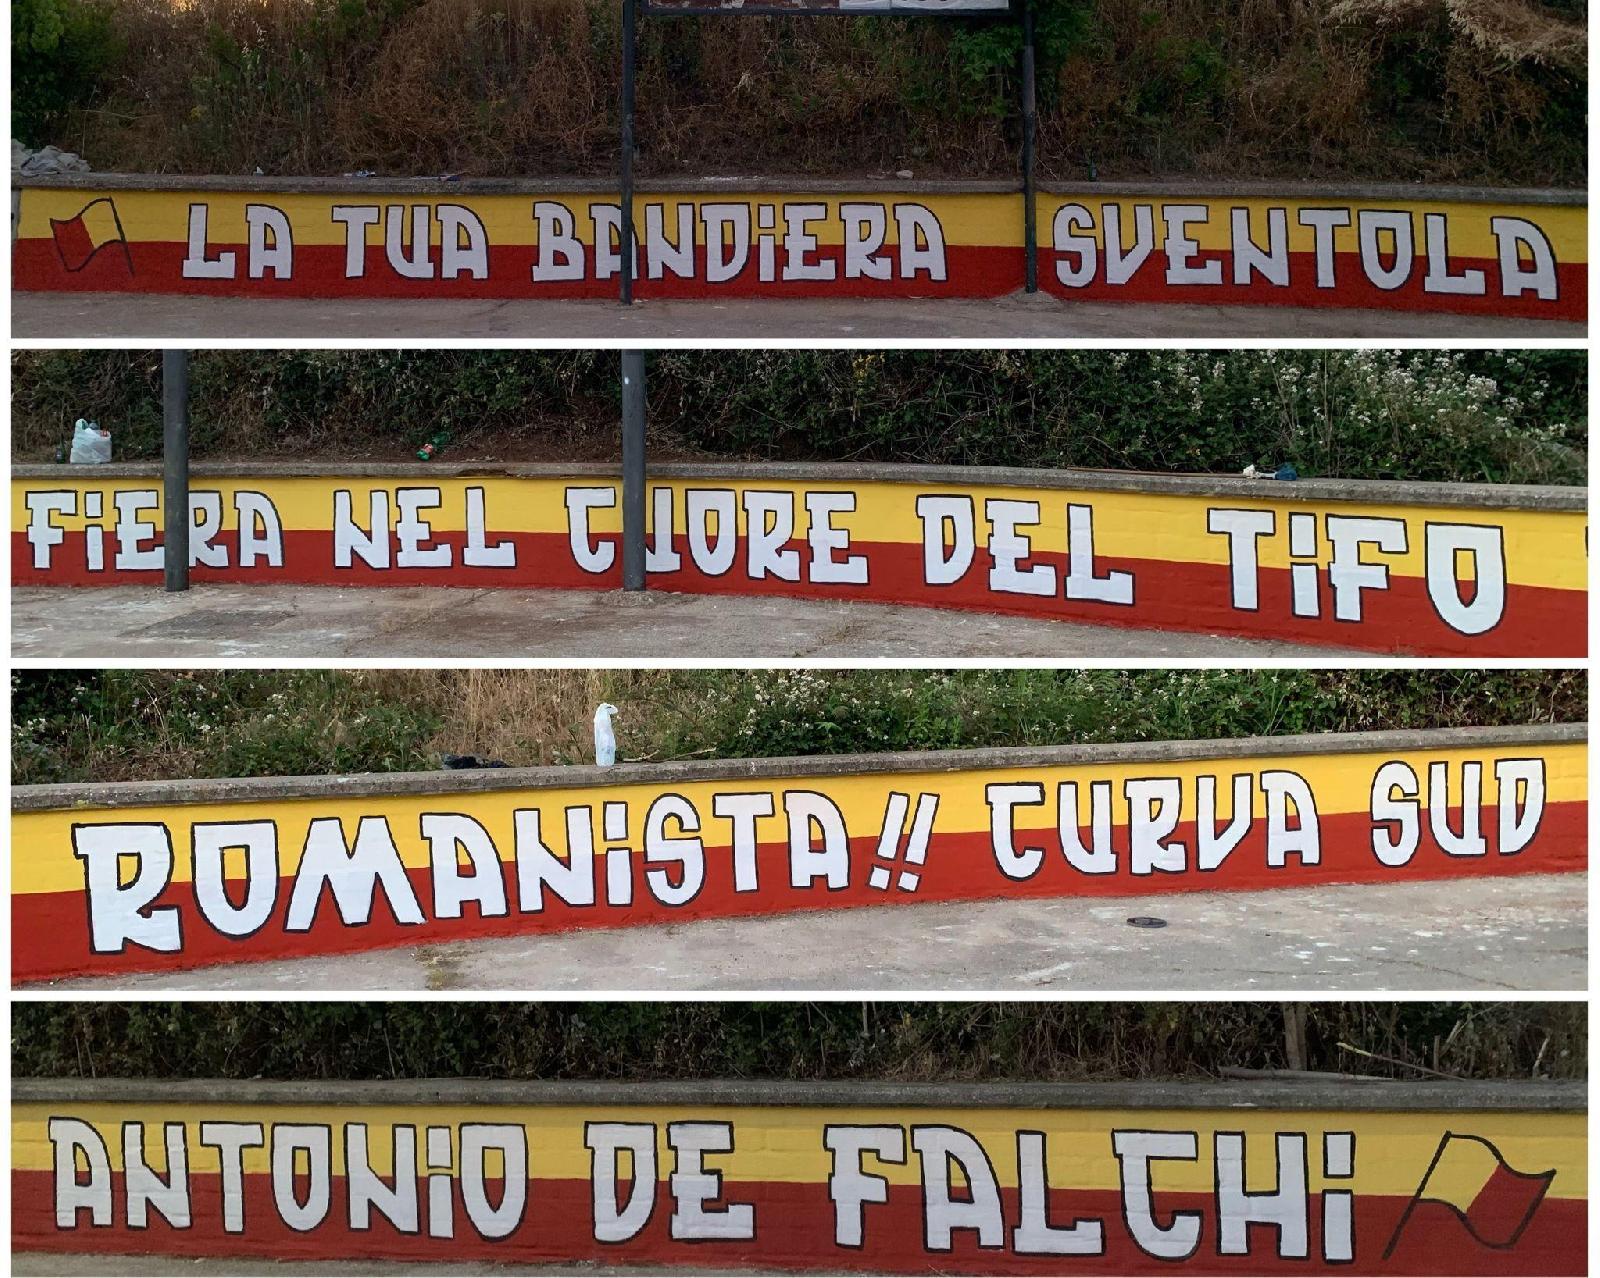 LA TUA BANDiERA SVENTOLA
FiERA NEL CUORE DEL TiFO
ROMANiSTA!! CURVA SUD
ANTONiO DE FALCHi